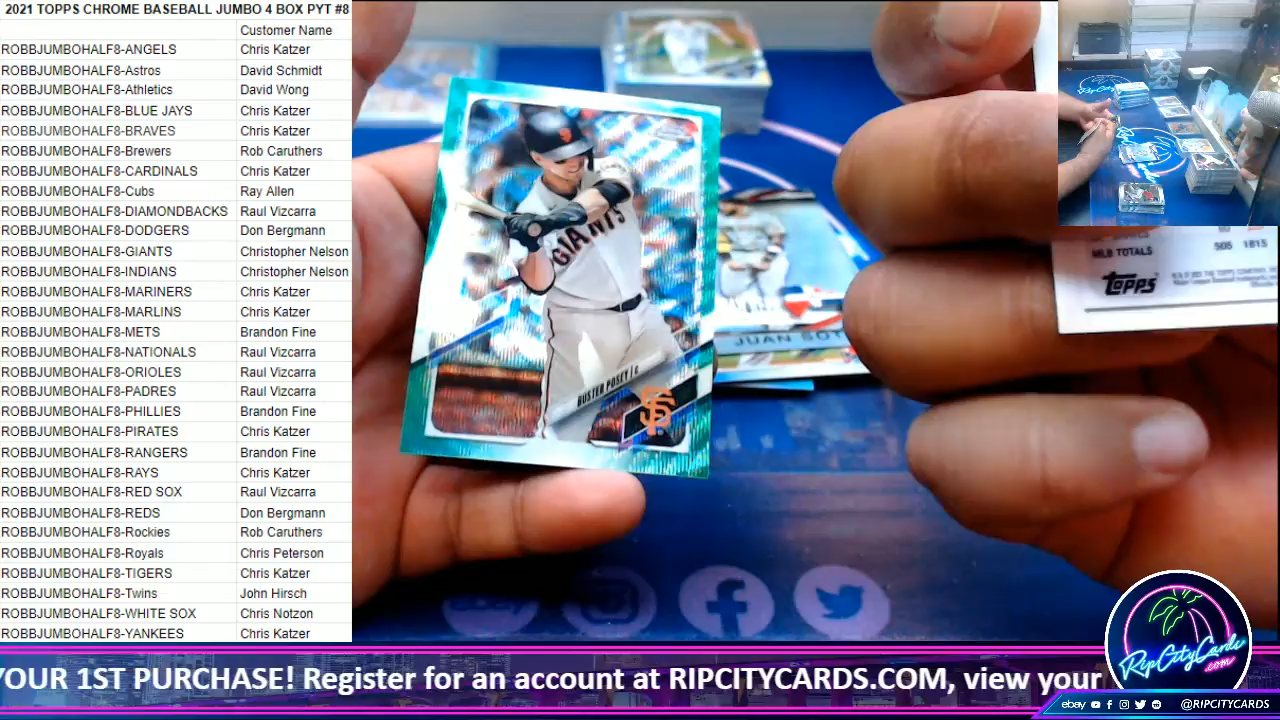 2021 TOPPS CHROME BASEBALL JUMBO 4 BOX PYT #8
Customer Name
ROBBJUMBOHALF8-ANGELS Chris Katzer
ROBBJUMBOHALF8-Astros David Schmidt
ROBBJUMBOHALF8-Athletics David Wong
ROBBJUMBOHALF8-BLUE JAYS Chris Katzer
ROBBJUMBOHALF8-BRAVES Chris Katzer
ROBBJUMBOHALF8-Brewers Rob Caruthers
ROBBJUMBOHALF8-CARDINALS Chris Katzer
ROBBJUMBOHALF8-Cubs Ray Allen
ROBBJUMBOHALF8-DIAMONDBACKS Raul Vizcarra
ROBBJUMBOHALF8-DODGERS Don Bergmann
ROBBJUMBOHALF8-GIANTS Christopher Nelson
ROBBJUMBOHALF8-INDIANS Christopher Nelson
ROBBJUMBOHALF8-MARINERS Chris Katzer
ROBBJUMBOHALF8-MARLINS Chris Katzer
ROBBJUMBOHALF8-METS Brandon Fine
ROBBJUMBOHALF8-NATIONALS Raul Vizcarra
ROBBJUMBOHALF8-ORIOLES Raul Vizcarra
ROBBJUMBOHALF8-PADRES Raul Vizcarra
ROBBJUMBOHALF8-PHILLIES Brandon Fine
ROBBJUMBOHALF8-PIRATES Chris Katzer
ROBBJUMBOHALF8-RANGERS Brandon Fine
ROBBJUMBOHALF8-RAYS Chris Katzer
ROBBJUMBOHALF8-RED SOX Raul Vizcarra
ROBBJUMBOHALF8-REDS Don Bergmann
ROBBJUMBOHALF8-Rockies Rob Caruthers
ROBBJUMBOHALF8-Royals Chris Peterson
ROBBJUMBOHALF8-TIGERS Chris Katzer
ROBBJUMBOHALF8-Twins John Hirsch
ROBBJUMBOHALF8-WHITE SOX Chris Notzon
ROBBJUMBOHALF8-YANKEES Chris Katzer
GIANTS
BUSTER POSEY | C
SF
JUAN
MLB TOTALS 505 1815
Topps
YOUR 1ST PURCHASE! Register for an account at RIPCITYCARDS.COM, view your
RipCityCards
.com
ebay @RIPCITYCARDS